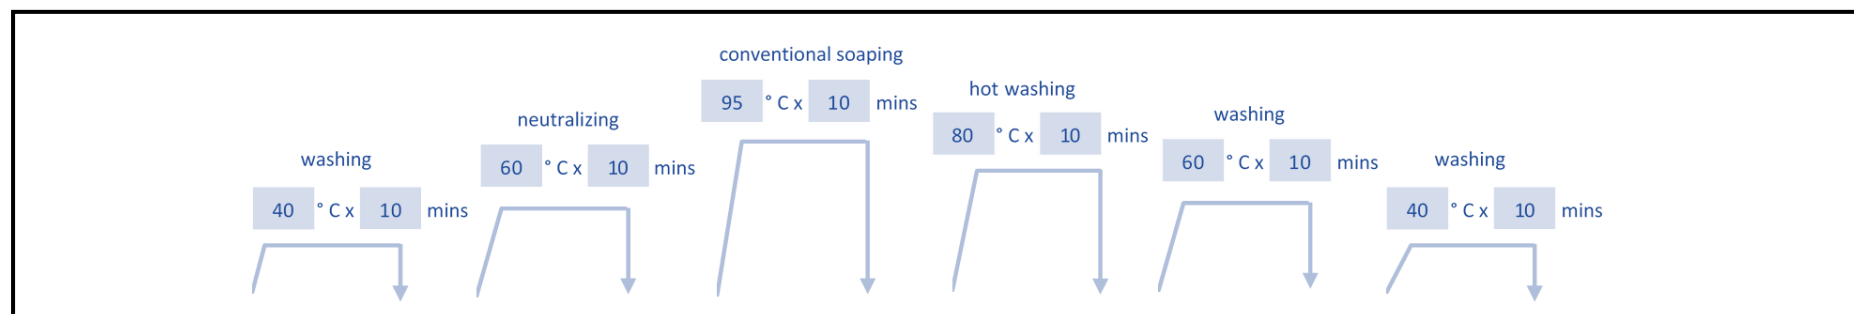 washing
40 ° C x 10 mins
neutralizing
60 ° C x 10 mins
conventional soaping
95 ° C x 10 mins
hot washing
80 ° C x 10 mins
washing
60 ° C x 10 mins
washing
40 ° C x 10 mins